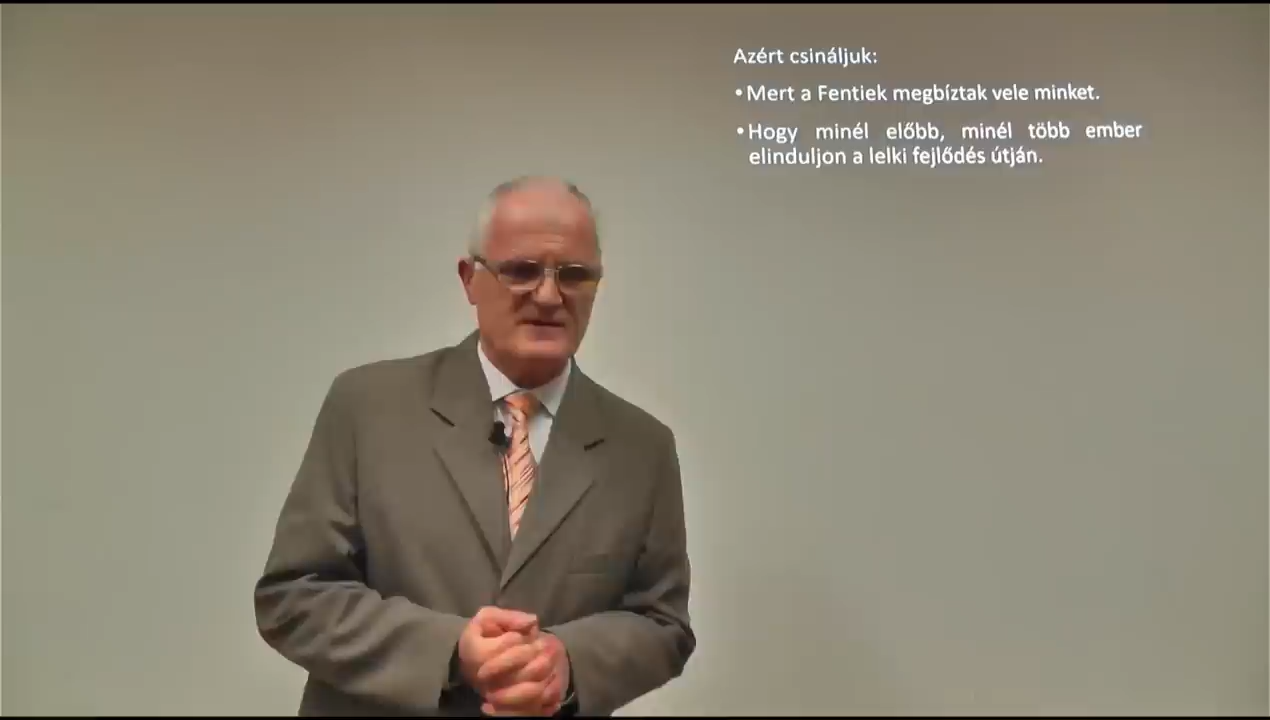 Azért csináljuk:
•Mert a Fentiek megbíztak vele minket.
•Hogy minél előbb, minél több ember
elinduljon a lelki fejlődés útján.